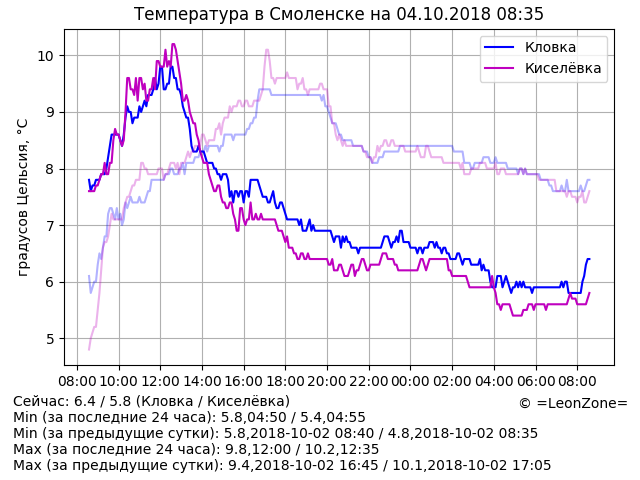 Температура в Смоленске на 04.10.2018 08:35
Кловка
Киселёвка
градусов Цельсия, °C
10
9
8
7
6
5
08:00 10:00 12:00 14:00 16:00 18:00 20:00 22:00 00:00 02:00 04:00 06:00 08:00
Сейчас: 6.4 / 5.8 (Кловка / Киселёвка)
© =LeonZone=
Min (за последние 24 часа): 5.8,04:50 / 5.4,04:55
Min (за предыдущие сутки): 5.8,2018-10-02 08:40 / 4.8,2018-10-02 08:35
Max (за последние 24 часа): 9.8,12:00 / 10.2,12:35
Max (за предыдущие сутки): 9.4,2018-10-02 16:45 / 10.1,2018-10-02 17:05